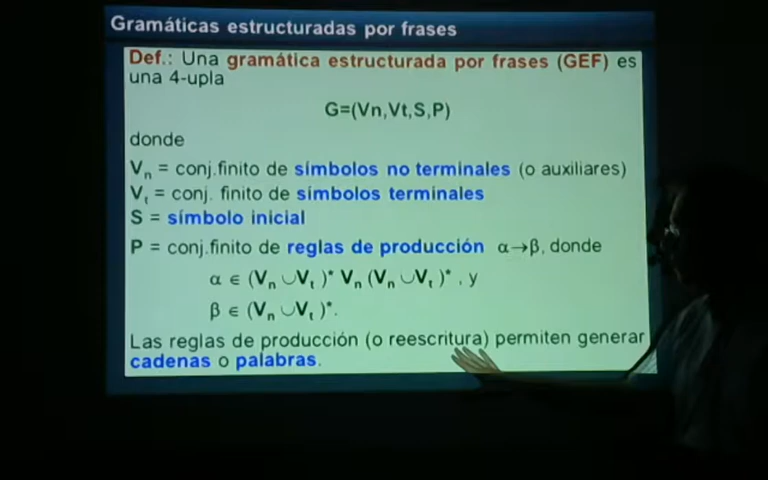 Gramáticas estructuradas por frases
Def.: Una gramática estructurada por frases (GEF) es
una 4-upla
G=(Vn,Vt,S,P)
donde
Vn = conj.finito de símbolos no terminales (o auxiliares)
Vt = conj. finito de símbolos terminales
S = símbolo inicial
P = conj.finito de reglas de producción α→β, donde
α ∈ (Vn ∪Vt )* Vn (Vn ∪Vt )* , y
β ∈ (Vn ∪Vt )*.
Las reglas de producción (o reescritura) permiten generar
cadenas o palabras.